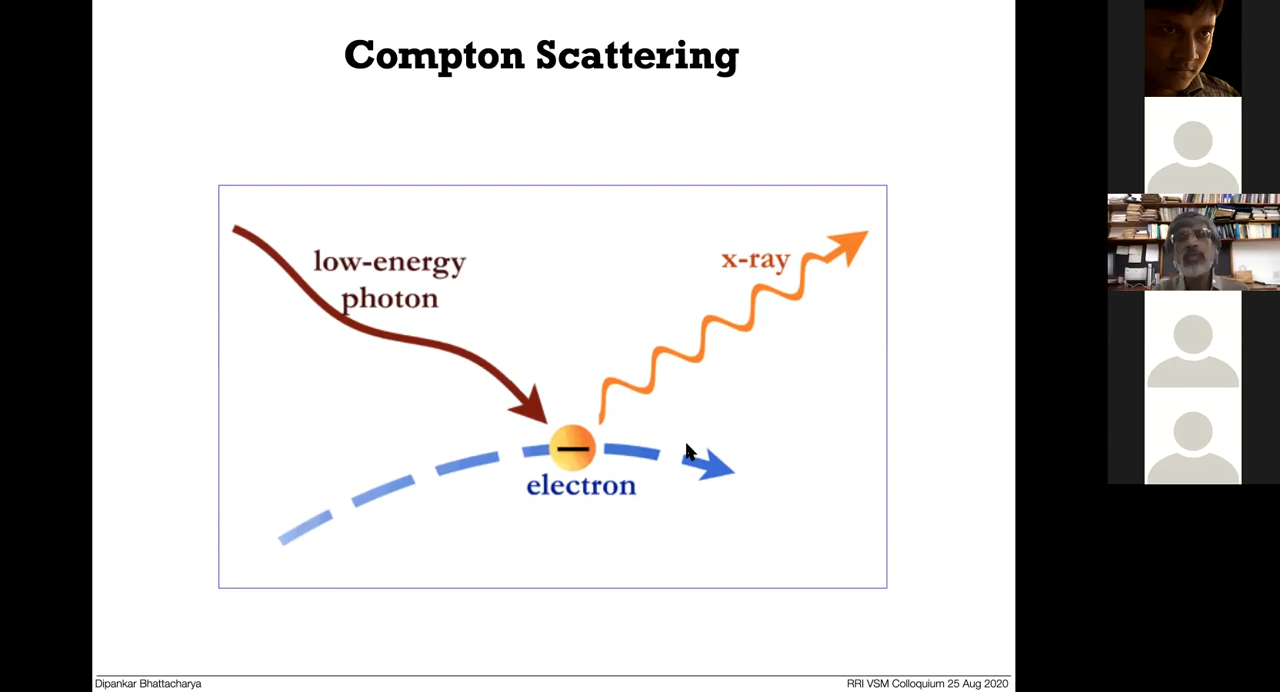 Compton Scattering
low-energy
photon
x-ray
electron
Dipankar Bhattacharya
RRI VSM Colloquium 25 Aug 2020